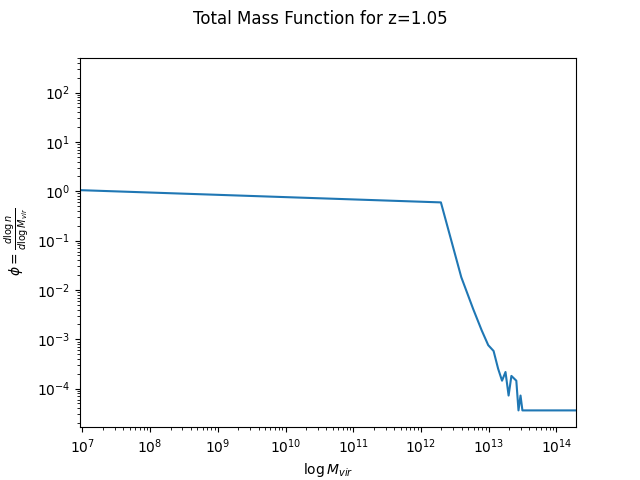 Total Mass Function for z=1.05
10²
10¹
10⁰
10⁻¹
10⁻²
10⁻³
10⁻⁴
ϕ = d log n / d log M_vir
10⁷ 10⁸ 10⁹ 10¹⁰ 10¹¹ 10¹² 10¹³ 10¹⁴
log M_vir